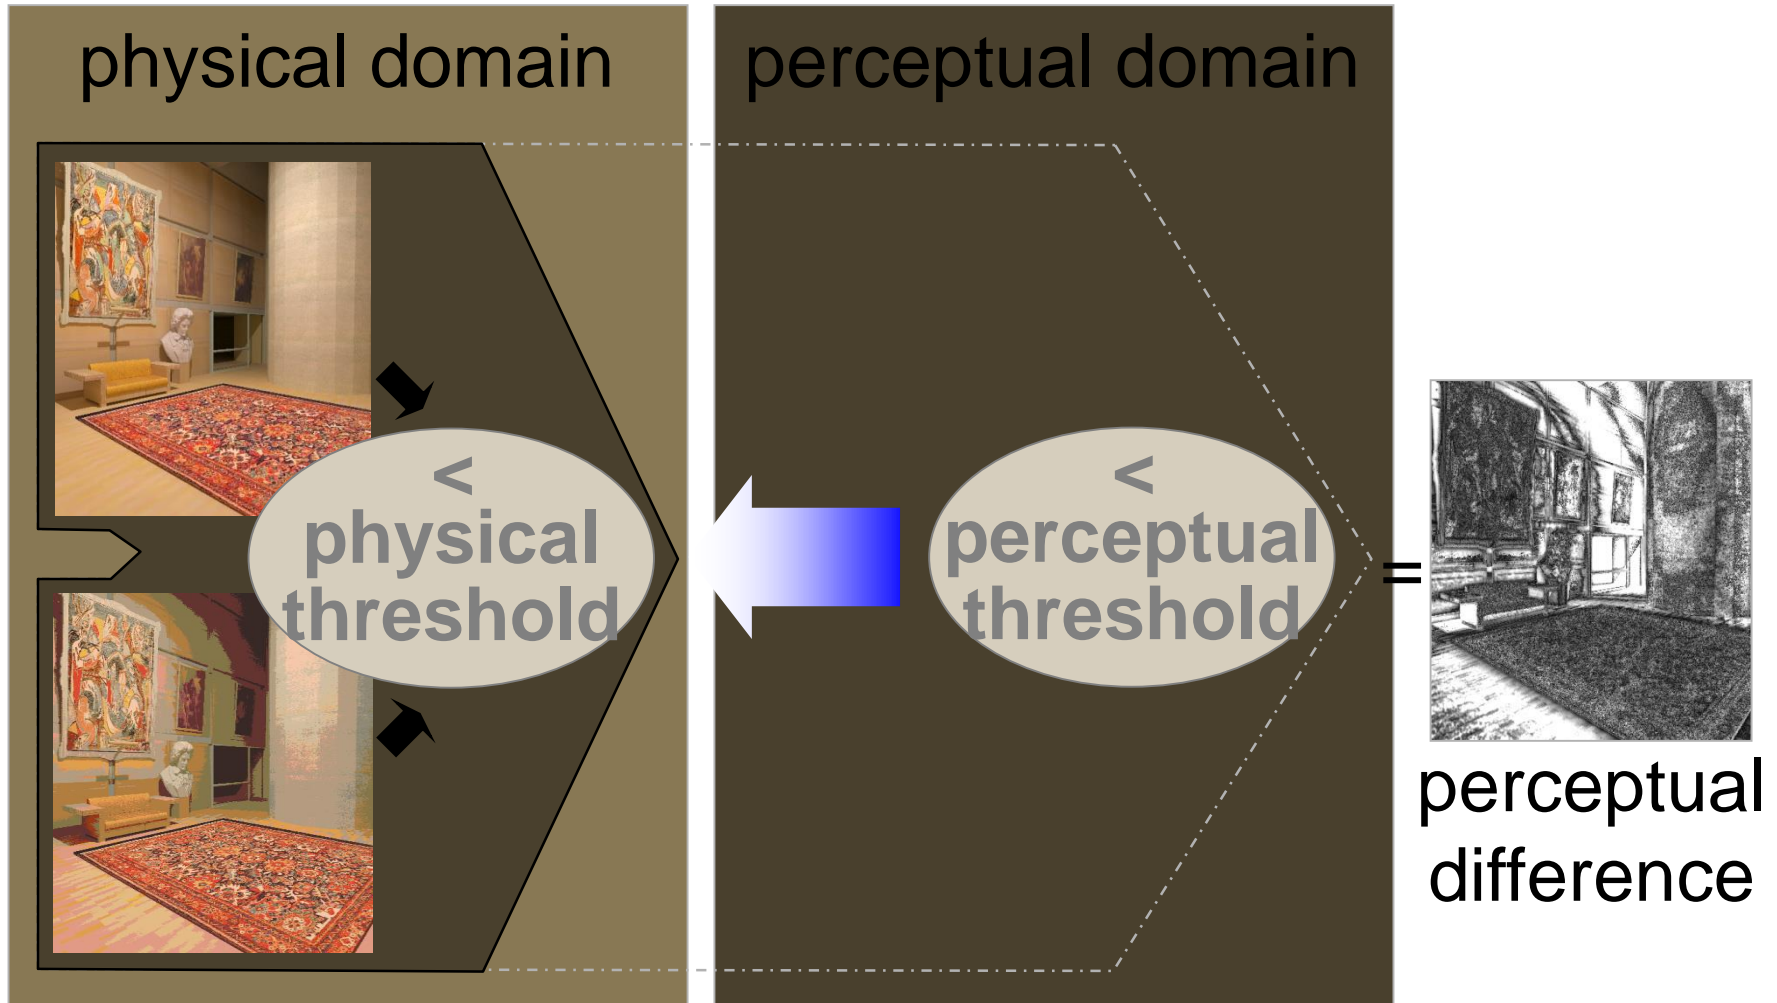 physical domain
perceptual domain
<
physical
threshold
<
perceptual
threshold
=
perceptual
difference